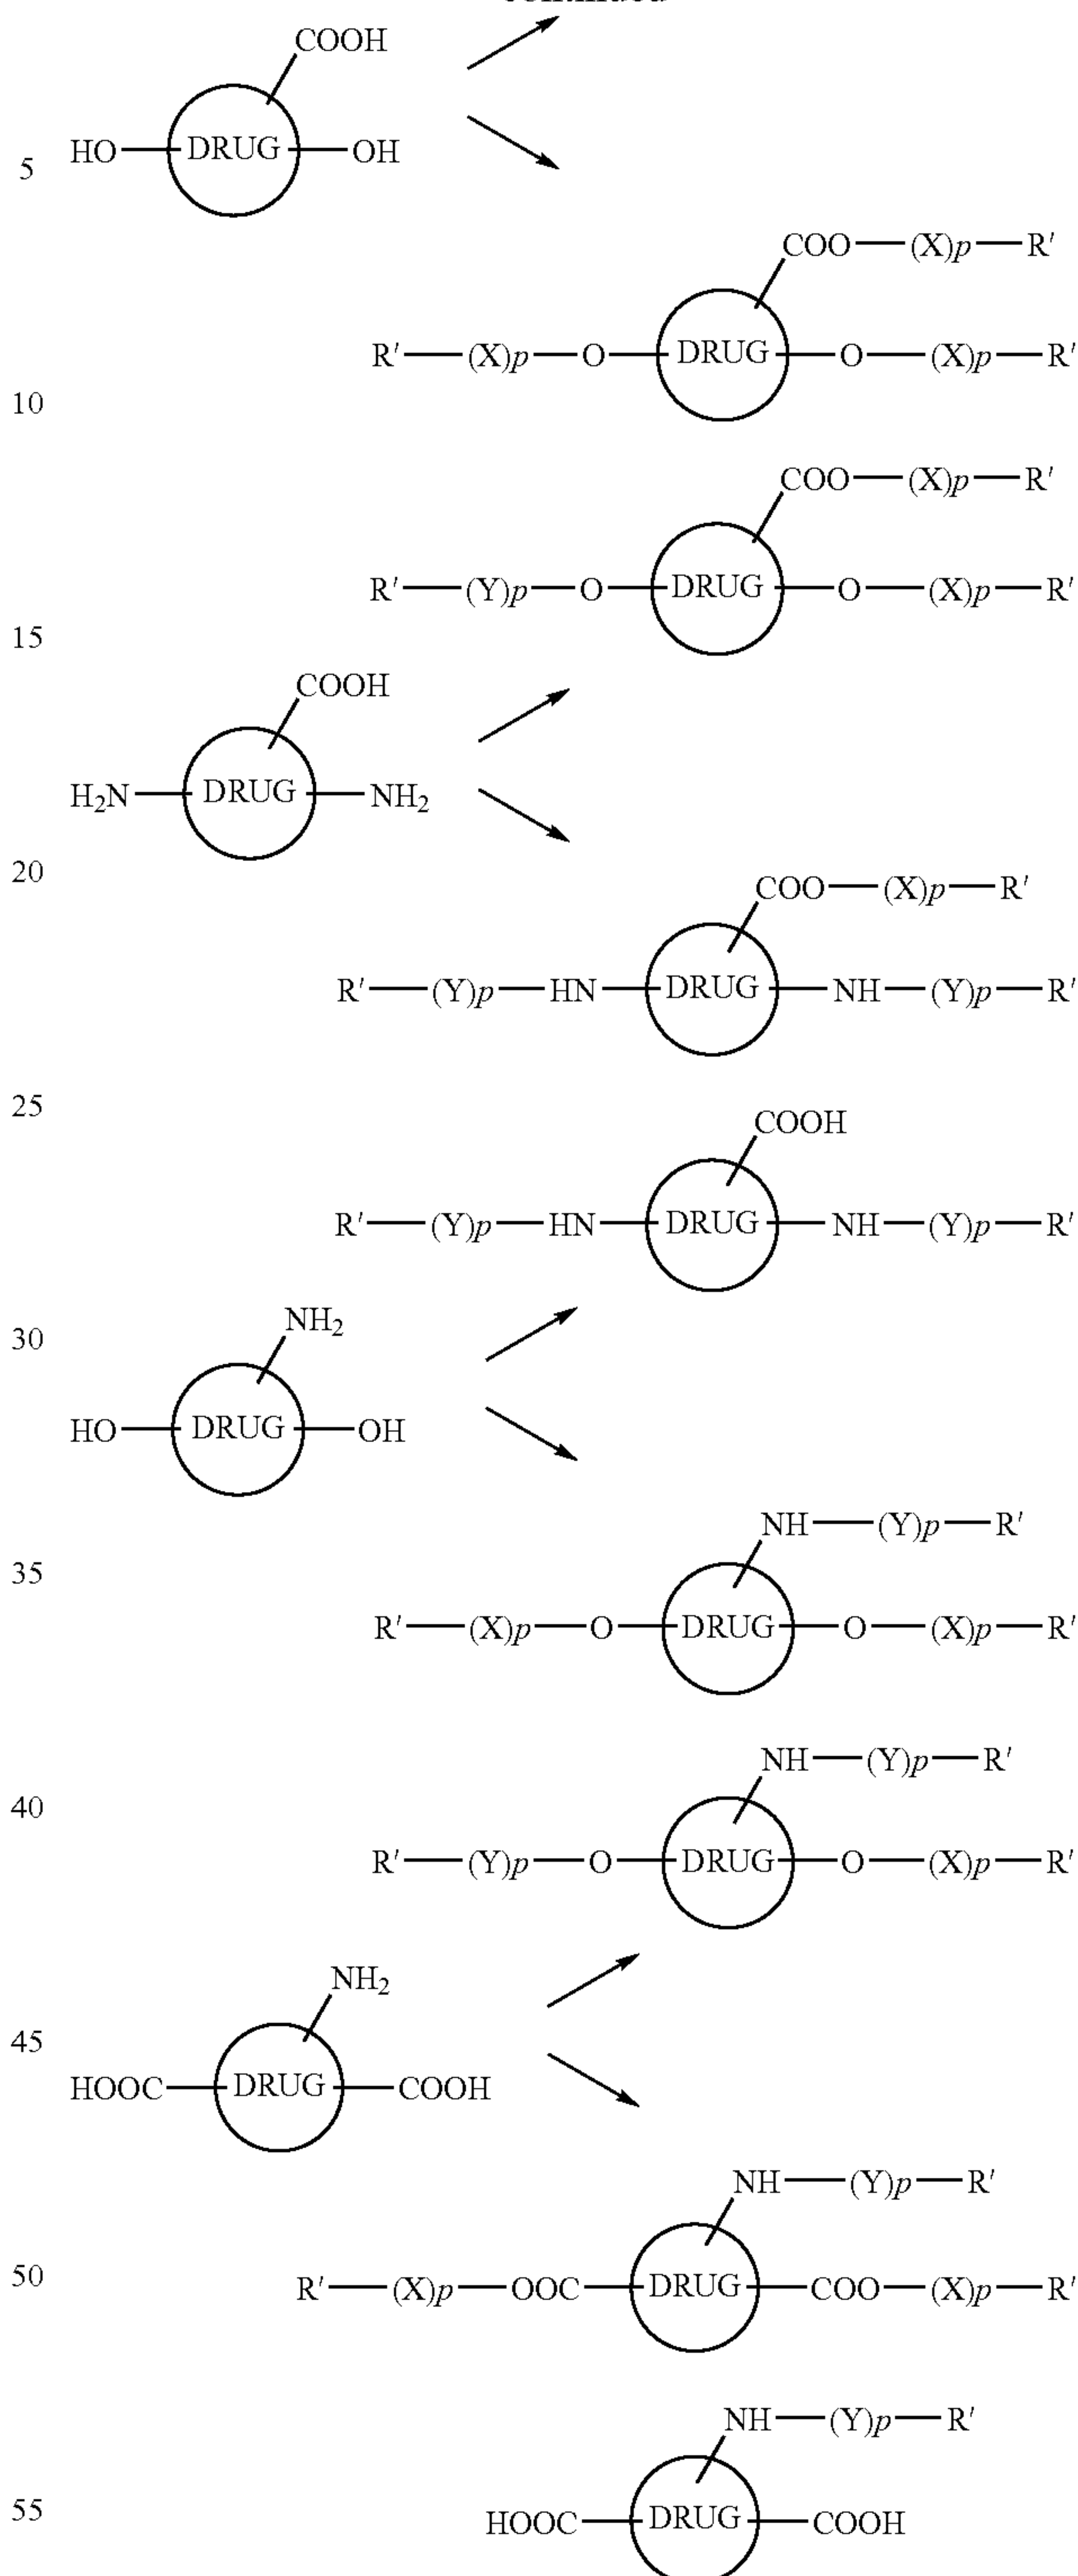 COOH
HO—DRUG—OH
5
COO—(X)p—R′
R′—(X)p—O—DRUG—O—(X)p—R′
10
COO—(X)p—R′
R′—(Y)p—O—DRUG—O—(X)p—R′
15
COOH
H₂N—DRUG—NH₂
20
COO—(X)p—R′
R′—(Y)p—HN—DRUG—NH—(Y)p—R′
25
COOH
R′—(Y)p—HN—DRUG—NH—(Y)p—R′
NH₂
30
HO—DRUG—OH
NH—(Y)p—R′
35
R′—(X)p—O—DRUG—O—(X)p—R′
NH—(Y)p—R′
40
R′—(Y)p—O—DRUG—O—(X)p—R′
NH₂
45
HOOC—DRUG—COOH
NH—(Y)p—R′
50
R′—(X)p—OOC—DRUG—COO—(X)p—R′
NH—(Y)p—R′
55
HOOC—DRUG—COOH